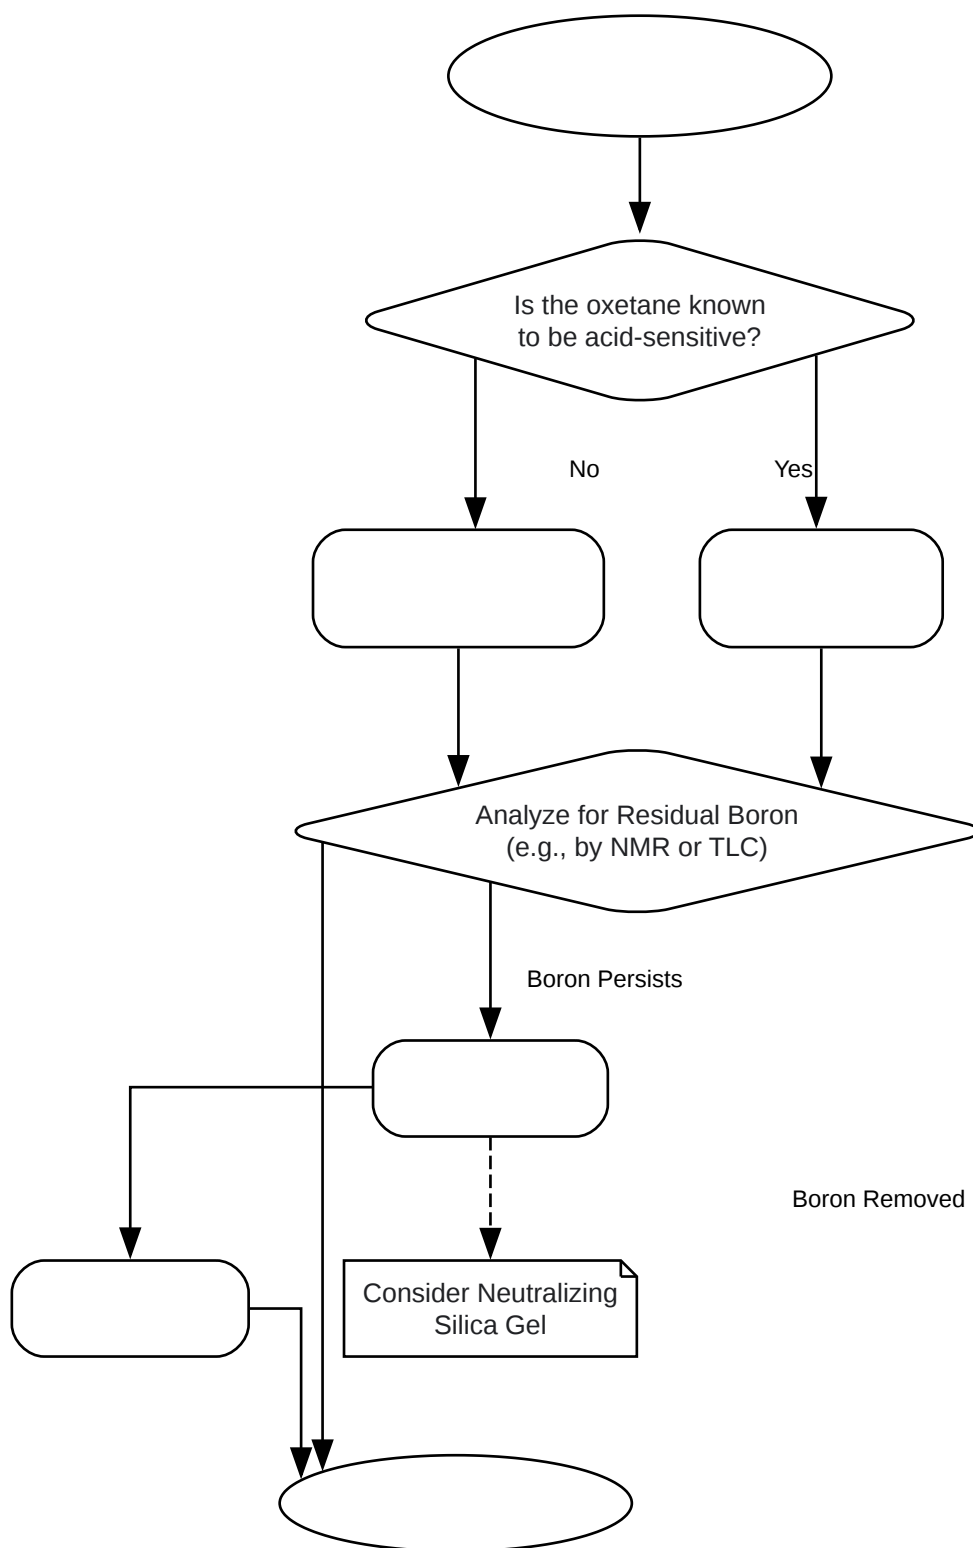 Is the oxetane known
to be acid-sensitive?
No
Yes
Analyze for Residual Boron
(e.g., by NMR or TLC)
Boron Persists
Boron Removed
Consider Neutralizing
Silica Gel